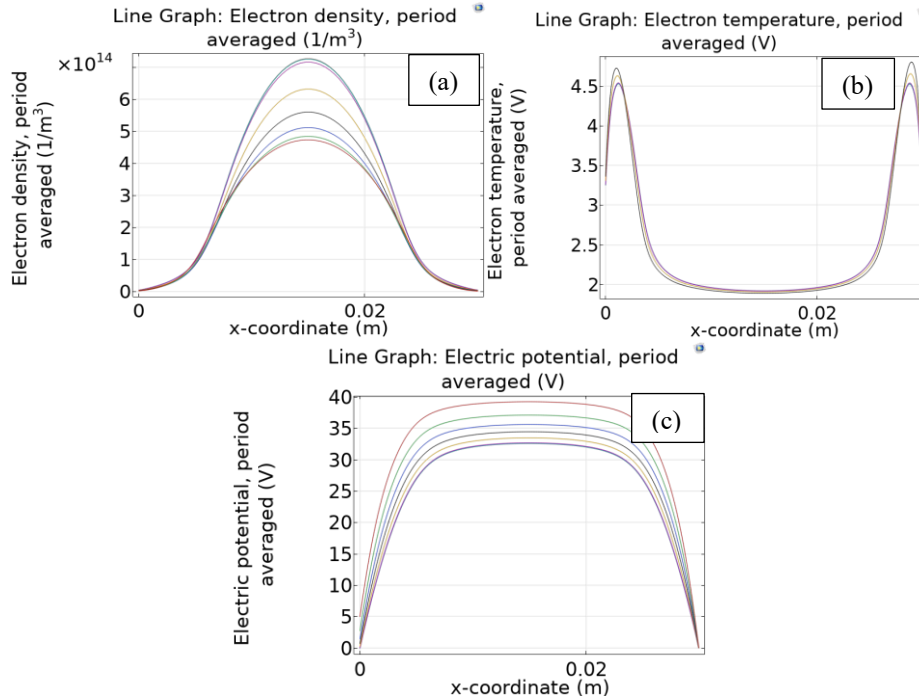 Line Graph: Electron density, period
averaged (1/m³)
×10¹⁴
(a)
6
5
4
3
2
1
0
Electron density, period
averaged (1/m³)
0
0.02
x-coordinate (m)
Line Graph: Electron temperature, period
averaged (V)
(b)
4.5
4
3.5
3
2.5
2
Electron temperature,
period averaged (V)
0
0.02
x-coordinate (m)
Line Graph: Electric potential, period
averaged (V)
(c)
40
35
30
25
20
15
10
5
0
Electric potential, period
averaged (V)
0
0.02
x-coordinate (m)